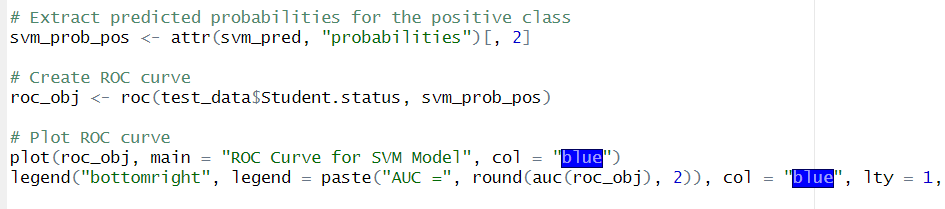 # Extract predicted probabilities for the positive class
svm_prob_pos <- attr(svm_pred, "probabilities")[, 2]
# Create ROC curve
roc_obj <- roc(test_data$Student.status, svm_prob_pos)
# Plot ROC curve
plot(roc_obj, main = "ROC Curve for SVM Model", col = "blue")
legend("bottomright", legend = paste("AUC =", round(auc(roc_obj), 2)), col = "blue", lty = 1,